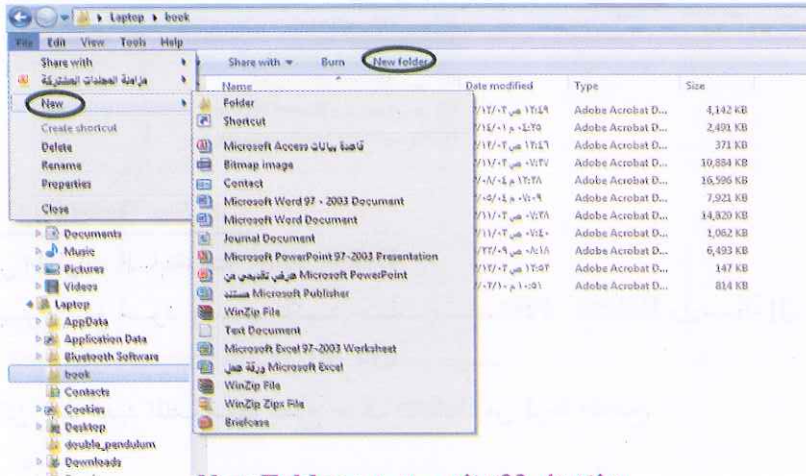 Laptop ▸ book
File Edit View Tools Help
Share with Burn New folder
Share with
مزامنة المجلدات المشتركة
New
Create shortcut
Delete
Rename
Properties
Close
Name Date modified Type Size
Folder
Shortcut
Microsoft Access قاعدة بيانات
Bitmap image
Contact
Microsoft Word 97 - 2003 Document
Microsoft Word Document
Journal Document
Microsoft PowerPoint 97-2003 Presentation
Microsoft PowerPoint عرض تقديمي من
Microsoft Publisher مستند
WinZip File
Text Document
Microsoft Excel 97-2003 Worksheet
Microsoft Excel ورقة عمل
WinZip File
WinZip Zipx File
Briefcase
Adobe Acrobat D... 4,142 KB
Adobe Acrobat D... 2,491 KB
Adobe Acrobat D... 371 KB
Adobe Acrobat D... 10,884 KB
Adobe Acrobat D... 16,596 KB
Adobe Acrobat D... 7,921 KB
Adobe Acrobat D... 14,820 KB
Adobe Acrobat D... 1,062 KB
Adobe Acrobat D... 6,493 KB
Adobe Acrobat D... 147 KB
Adobe Acrobat D... 814 KB
Documents
Music
Pictures
Videos
Laptop
AppData
Application Data
Bluetooth Software
book
Contacts
Cookies
Desktop
double_pendulum
Downloads